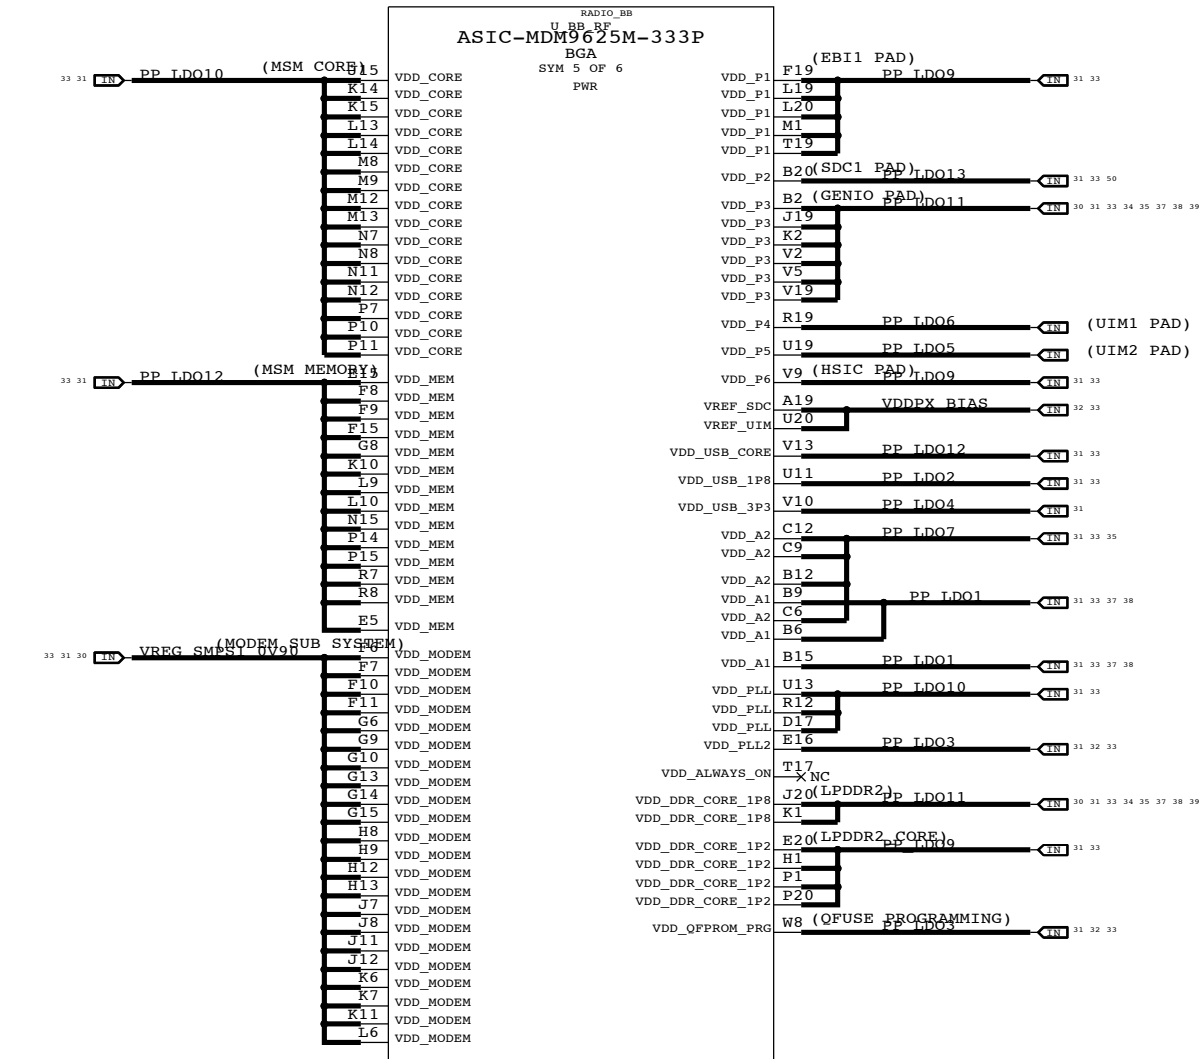 RADIO_BB
U_BB_RF
ASIC-MDM9625M-333P
BGA
SYM 5 OF 6
PWR
33 31 IN PP_LDO10 (MSM CORE) J15 VDD_CORE
K14 VDD_CORE
K15 VDD_CORE
L13 VDD_CORE
L14 VDD_CORE
M8 VDD_CORE
M9 VDD_CORE
M12 VDD_CORE
M13 VDD_CORE
N7 VDD_CORE
N8 VDD_CORE
N11 VDD_CORE
N12 VDD_CORE
P7 VDD_CORE
P10 VDD_CORE
P11 VDD_CORE
33 31 IN PP_LDO12 (MSM MEMORY) E15 VDD_MEM
F8 VDD_MEM
F9 VDD_MEM
F15 VDD_MEM
G8 VDD_MEM
K10 VDD_MEM
L9 VDD_MEM
L10 VDD_MEM
N15 VDD_MEM
P14 VDD_MEM
P15 VDD_MEM
R7 VDD_MEM
R8 VDD_MEM
E5 VDD_MEM
33 31 30 IN VREG_SMPS1_0V90 (MODEM SUB SYSTEM) F6 VDD_MODEM
F7 VDD_MODEM
F10 VDD_MODEM
F11 VDD_MODEM
G6 VDD_MODEM
G9 VDD_MODEM
G10 VDD_MODEM
G13 VDD_MODEM
G14 VDD_MODEM
G15 VDD_MODEM
H8 VDD_MODEM
H9 VDD_MODEM
H12 VDD_MODEM
H13 VDD_MODEM
J7 VDD_MODEM
J8 VDD_MODEM
J11 VDD_MODEM
J12 VDD_MODEM
K6 VDD_MODEM
K7 VDD_MODEM
K11 VDD_MODEM
L6 VDD_MODEM
VDD_P1 F19 (EBI1 PAD) PP_LDO9 IN 31 33
VDD_P1 L19
VDD_P1 L20
VDD_P1 M1
VDD_P1 T19
VDD_P2 B20 (SDC1 PAD) PP_LDO13 IN 31 33 50
VDD_P3 B2 (GENIO PAD) PP_LDO11 IN 30 31 33 34 35 37 38 39
VDD_P3 J19
VDD_P3 K2
VDD_P3 V2
VDD_P3 V5
VDD_P3 V19
VDD_P4 R19 PP_LDO6 IN (UIM1 PAD)
VDD_P5 U19 PP_LDO5 IN (UIM2 PAD)
VDD_P6 V9 (HSIC PAD) PP_LDO9 IN 31 33
VREF_SDC A19 VDDPX_BIAS IN 32 33
VREF_UIM U20
VDD_USB_CORE V13 PP_LDO12 IN 31 33
VDD_USB_1P8 U11 PP_LDO2 IN 31 33
VDD_USB_3P3 V10 PP_LDO4 IN 31
VDD_A2 C12 PP_LDO7 IN 31 33 35
VDD_A2 C9
VDD_A2 B12
VDD_A1 B9 PP_LDO1 IN 31 33 37 38
VDD_A2 C6
VDD_A1 B6
VDD_A1 B15 PP_LDO1 IN 31 33 37 38
VDD_PLL U13 PP_LDO10 IN 31 33
VDD_PLL R12
VDD_PLL D17
VDD_PLL2 E16 PP_LDO3 IN 31 32 33
VDD_ALWAYS_ON T17 NC
VDD_DDR_CORE_1P8 J20 (LPDDR2) PP_LDO11 IN 30 31 33 34 35 37 38 39
VDD_DDR_CORE_1P8 K1
VDD_DDR_CORE_1P2 E20 (LPDDR2 CORE) PP_LDO9 IN 31 33
VDD_DDR_CORE_1P2 H1
VDD_DDR_CORE_1P2 P1
VDD_DDR_CORE_1P2 P20
VDD_QFPROM_PRG W8 (QFUSE PROGRAMMING) PP_LDO3 IN 31 32 33